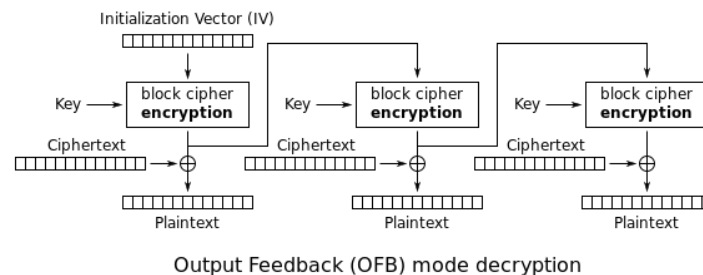 Initialization Vector (IV)
Key
block cipher
encryption
Key
block cipher
encryption
Key
block cipher
encryption
Ciphertext
Ciphertext
Ciphertext
Plaintext
Plaintext
Plaintext
Output Feedback (OFB) mode decryption